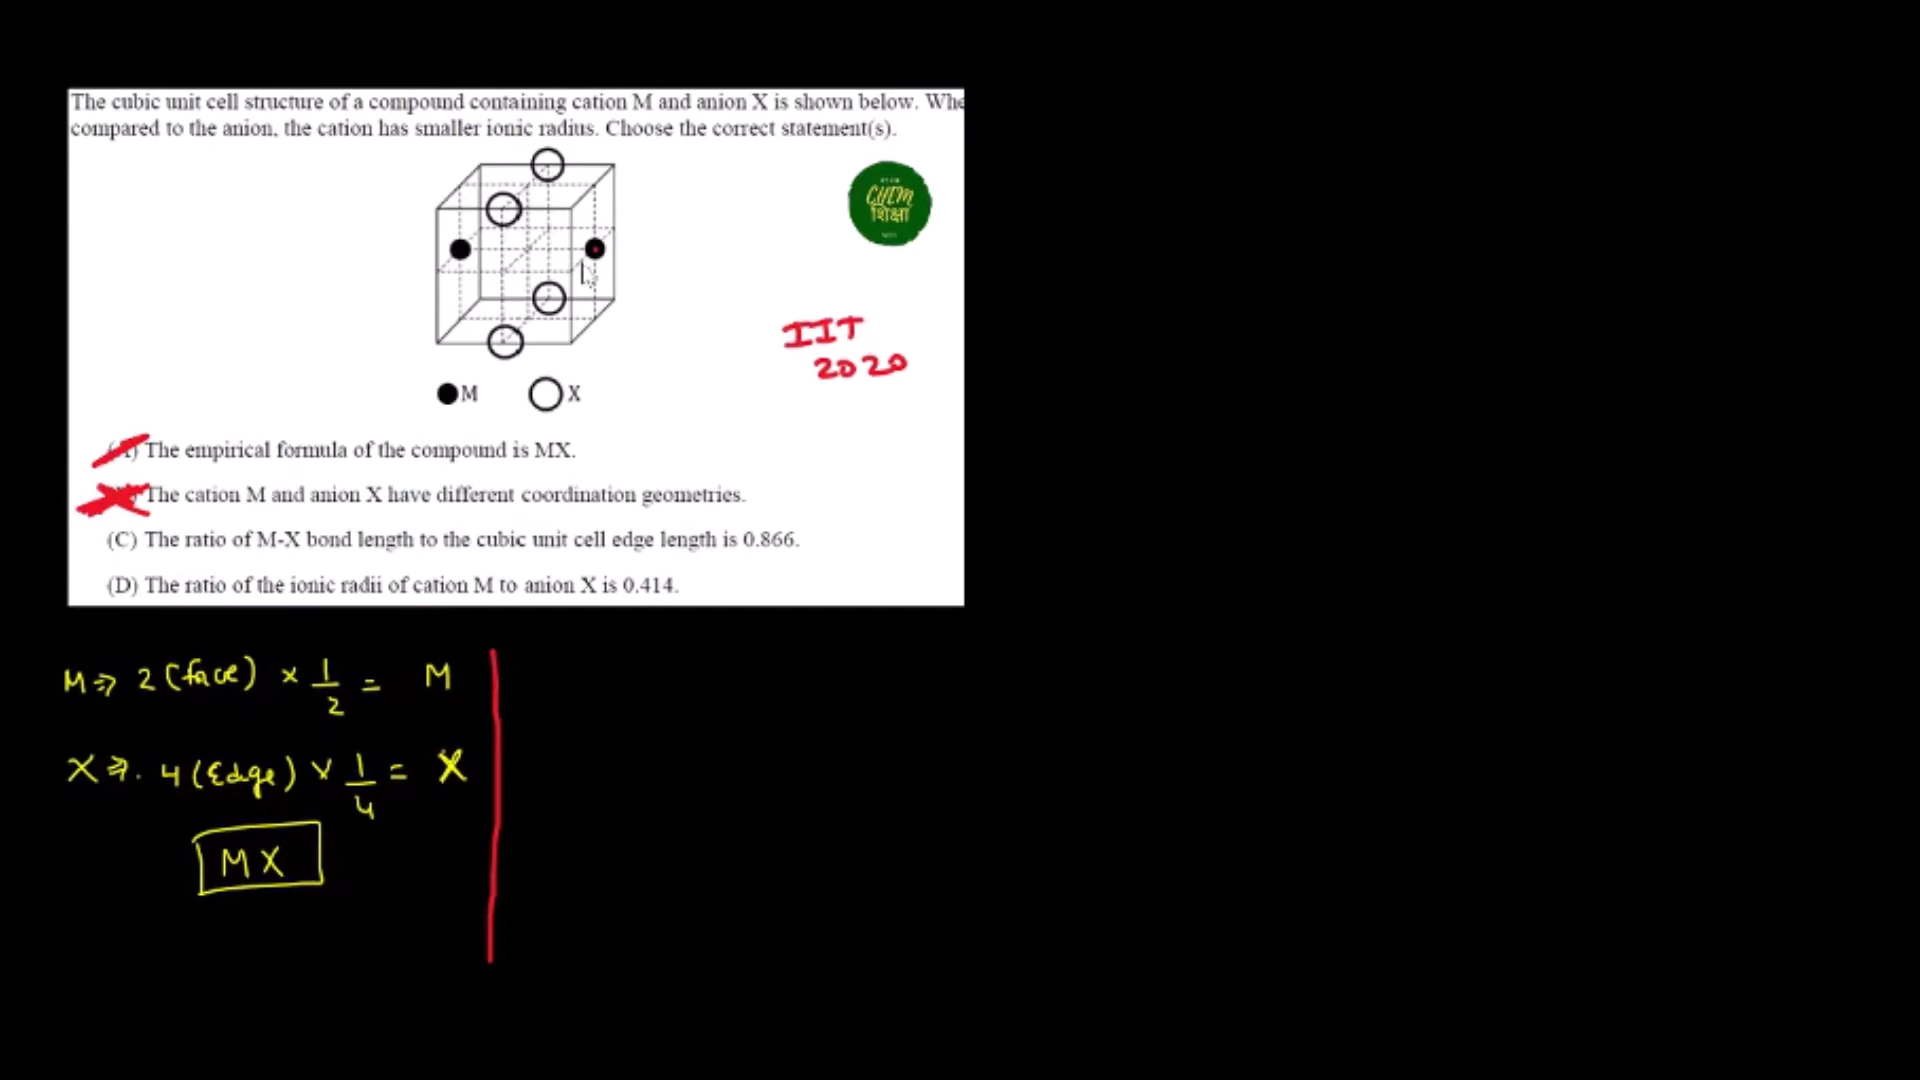 The cubic unit cell structure of a compound containing cation M and anion X is shown below. Whe
compared to the anion, the cation has smaller ionic radius. Choose the correct statement(s).
CHEM
शिक्षा
IIT
2020
M X
The empirical formula of the compound is MX.
The cation M and anion X have different coordination geometries.
(C) The ratio of M-X bond length to the cubic unit cell edge length is 0.866.
(D) The ratio of the ionic radii of cation M to anion X is 0.414.
M ⇒ 2 (face) × 1/2 = M
X ⇒ . 4 (Edge) × 1/4 = X
MX